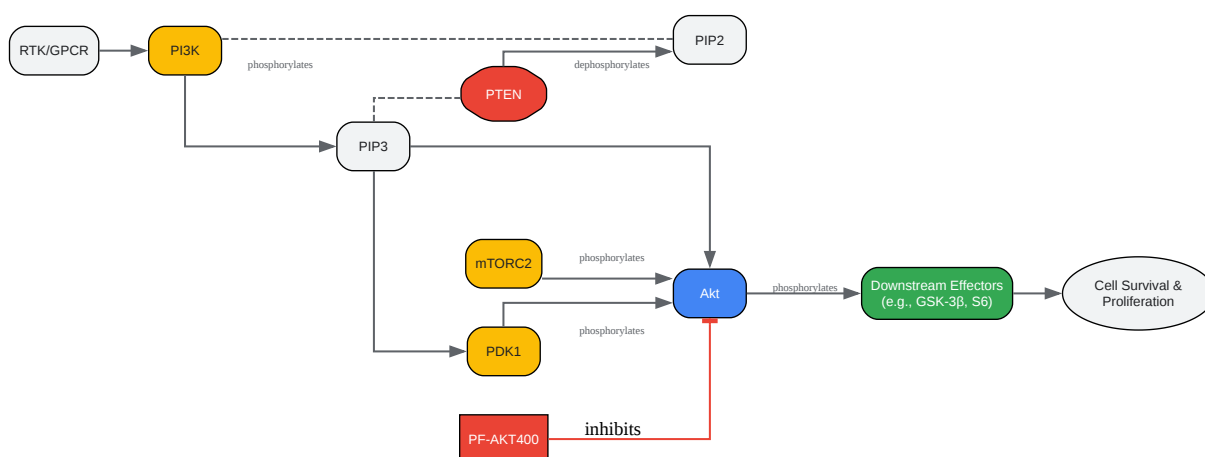 RTK/GPCR
PI3K
PIP2
phosphorylates
dephosphorylates
PTEN
PIP3
mTORC2
phosphorylates
Akt
phosphorylates
Downstream Effectors
(e.g., GSK-3β, S6)
Cell Survival &
Proliferation
phosphorylates
PDK1
PF-AKT400
inhibits